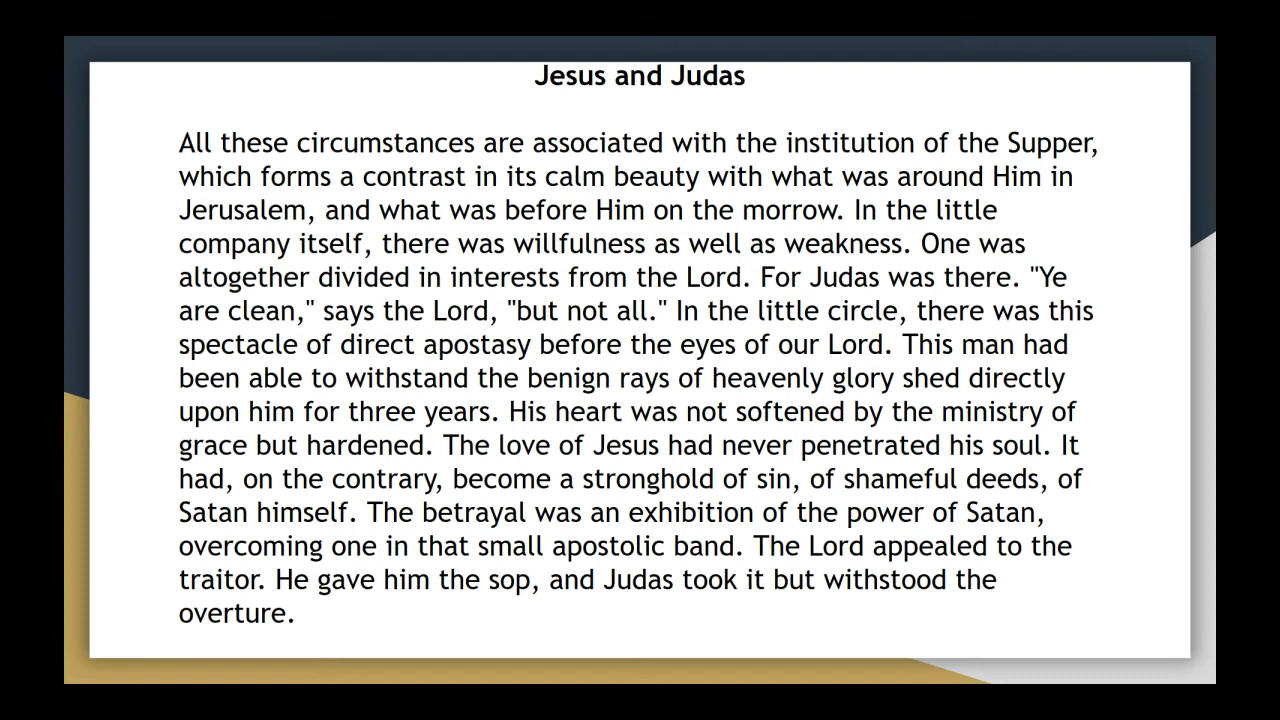 Jesus and Judas
All these circumstances are associated with the institution of the Supper,
which forms a contrast in its calm beauty with what was around Him in
Jerusalem, and what was before Him on the morrow. In the little
company itself, there was willfulness as well as weakness. One was
altogether divided in interests from the Lord. For Judas was there. "Ye
are clean," says the Lord, "but not all." In the little circle, there was this
spectacle of direct apostasy before the eyes of our Lord. This man had
been able to withstand the benign rays of heavenly glory shed directly
upon him for three years. His heart was not softened by the ministry of
grace but hardened. The love of Jesus had never penetrated his soul. It
had, on the contrary, become a stronghold of sin, of shameful deeds, of
Satan himself. The betrayal was an exhibition of the power of Satan,
overcoming one in that small apostolic band. The Lord appealed to the
traitor. He gave him the sop, and Judas took it but withstood the
overture.